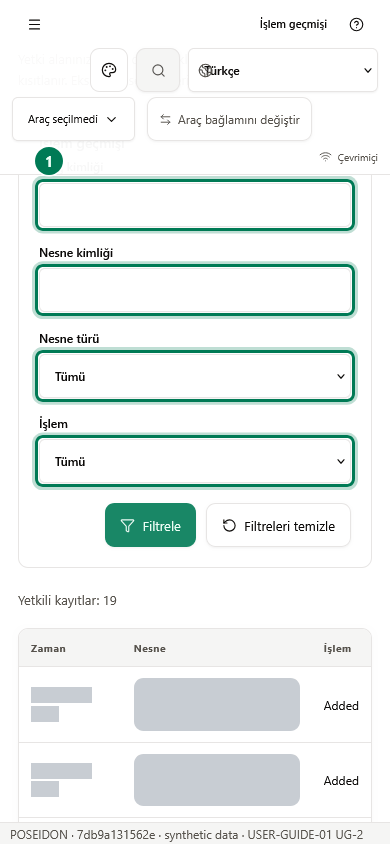 İşlem geçmişi
Türkçe
Araç seçilmedi
Araç bağlamını değiştir
1
Çevrimiçi
Nesne kimliği
Nesne türü
Tümü
İşlem
Tümü
Filtrele
Filtreleri temizle
Yetkili kayıtlar: 19
Zaman Nesne İşlem
Added
Added
POSEIDON · 7db9a131562e · synthetic data · USER-GUIDE-01 UG-2